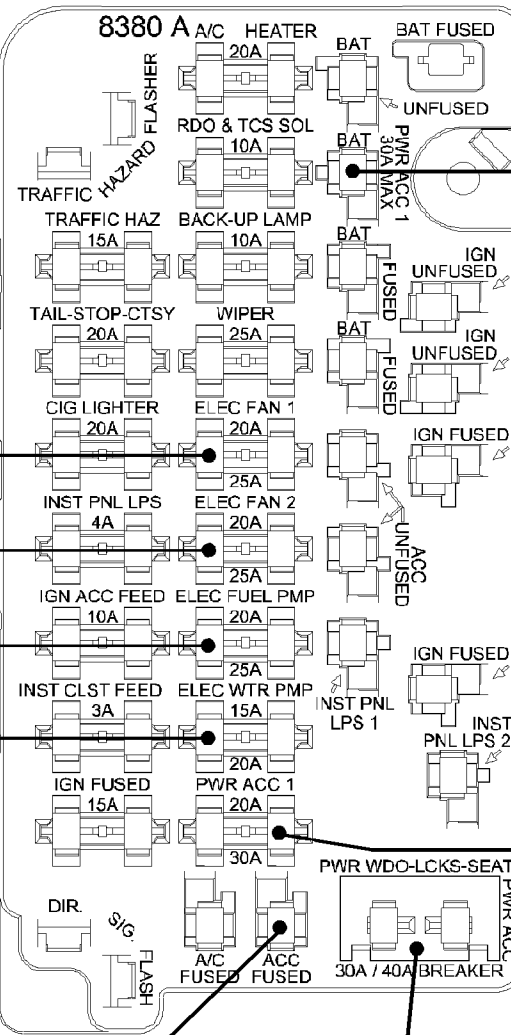 8380 A
A/C HEATER
20A
BAT
BAT FUSED
UNFUSED
FLASHER
HAZARD
TRAFFIC
RDO & TCS SOL
10A
BAT
PWR ACC 1
30A MAX
TRAFFIC HAZ
15A
BACK-UP LAMP
10A
BAT
FUSED
IGN
UNFUSED
TAIL-STOP-CTSY
20A
WIPER
25A
BAT
FUSED
IGN
UNFUSED
CIG LIGHTER
20A
ELEC FAN 1
20A
25A
IGN FUSED
INST PNL LPS
4A
ELEC FAN 2
20A
25A
ACC
UNFUSED
IGN ACC FEED
10A
ELEC FUEL PMP
20A
25A
INST PNL
LPS 1
IGN FUSED
INST CLST FEED
3A
ELEC WTR PMP
15A
20A
INST
PNL LPS 2
IGN FUSED
15A
PWR ACC 1
20A
30A
PWR WDO-LCKS-SEAT
PWR ACC
30A / 40A BREAKER
DIR.
SIG.
FLASH
A/C
FUSED
ACC
FUSED